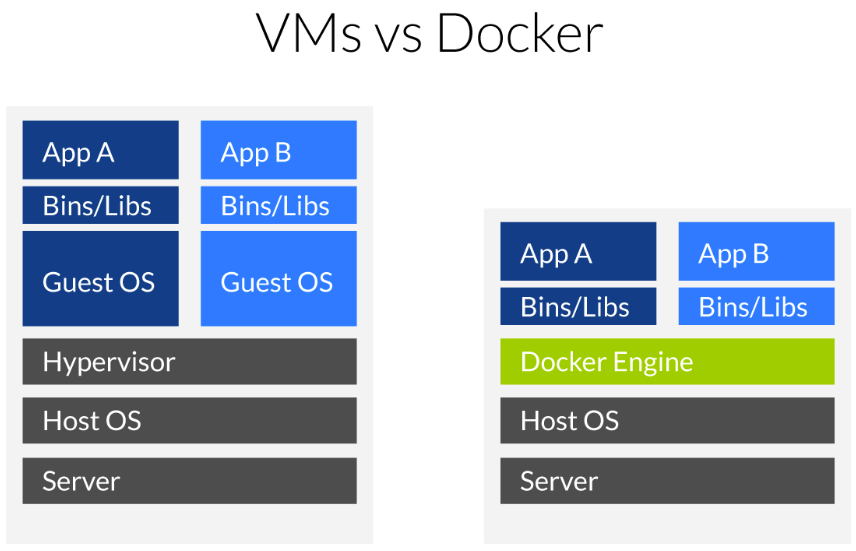 VMs vs Docker
App A
App B
Bins/Libs
Bins/Libs
Guest OS
Guest OS
Hypervisor
Host OS
Server
App A
App B
Bins/Libs
Bins/Libs
Docker Engine
Host OS
Server